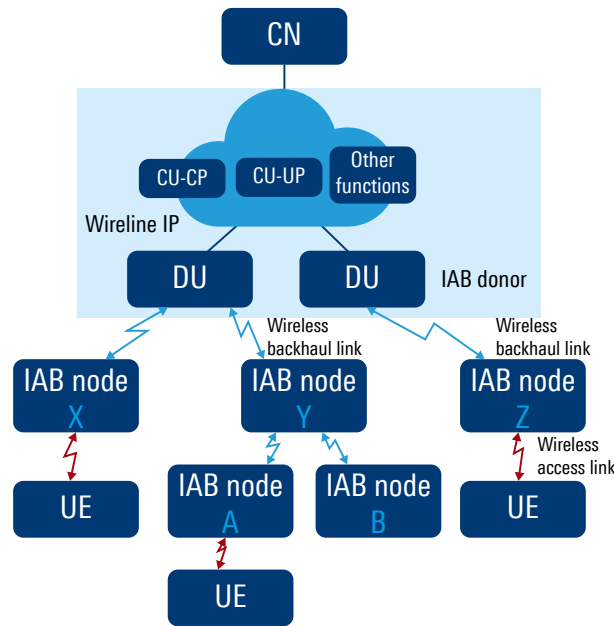 CN
CU-CP
CU-UP
Other
functions
Wireline IP
DU
DU
IAB donor
Wireless
backhaul link
Wireless
backhaul link
IAB node
X
IAB node
Y
IAB node
Z
Wireless
access link
UE
IAB node
A
IAB node
B
UE
UE